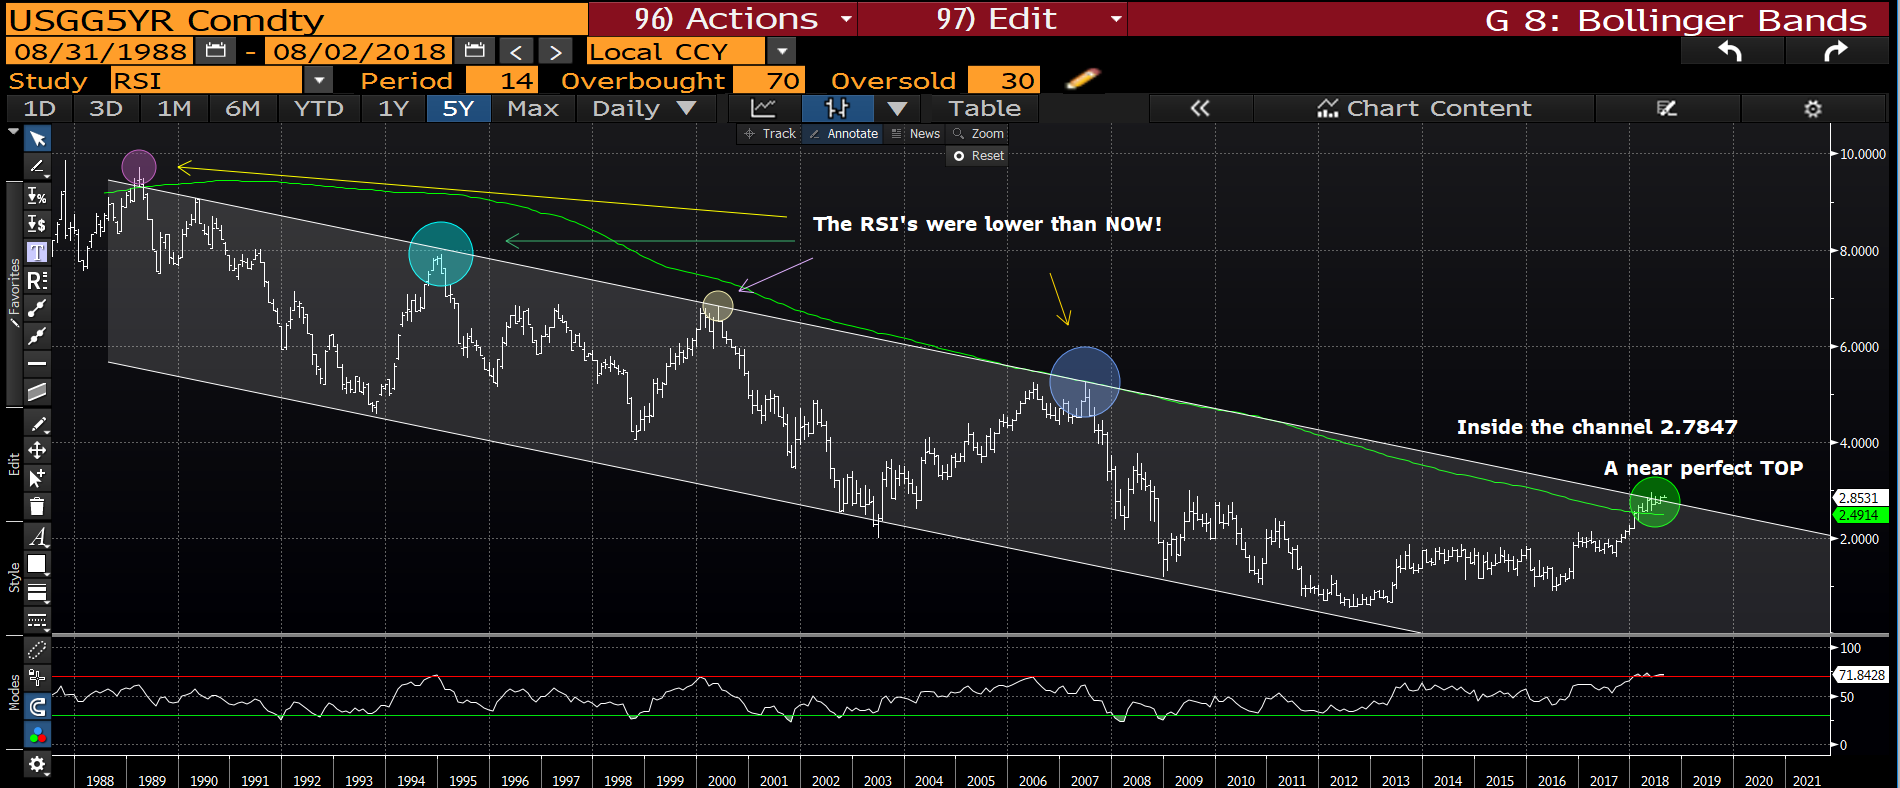 USGG5YR Comdty 96) Actions 97) Edit G 8: Bollinger Bands
08/31/1988 - 08/02/2018 < > Local CCY
Study RSI Period 14 Overbought 70 Oversold 30
1D 3D 1M 6M YTD 1Y 5Y Max Daily Table « Chart Content
Track Annotate News Zoom
Reset
Favorites
Edit
Style
Modes
%
$
T
R
A
The RSI's were lower than NOW!
Inside the channel 2.7847
A near perfect TOP
10.0000
8.0000
6.0000
4.0000
2.8531
2.4914
2.0000
100
71.8428
50
0
1988 1989 1990 1991 1992 1993 1994 1995 1996 1997 1998 1999 2000 2001 2002 2003 2004 2005 2006 2007 2008 2009 2010 2011 2012 2013 2014 2015 2016 2017 2018 2019 2020 2021